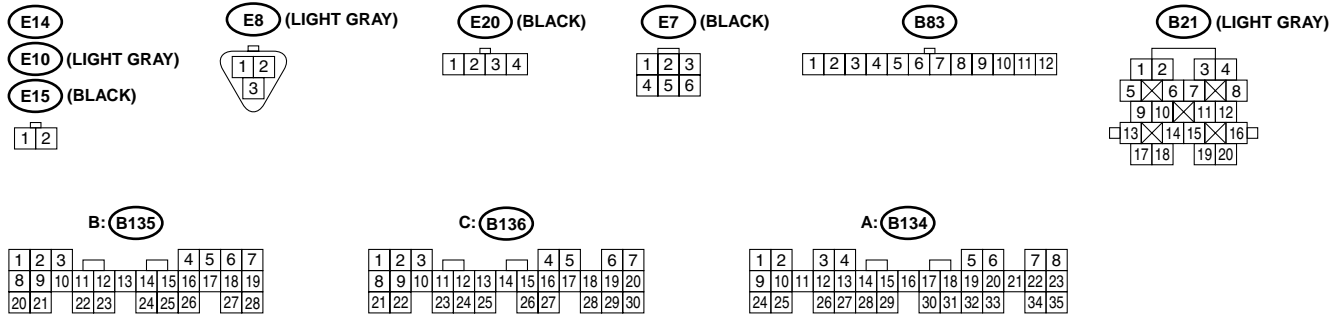 E14
E10 (LIGHT GRAY)
E15 (BLACK)
1 2
E8 (LIGHT GRAY)
1 2
3
E20 (BLACK)
1 2 3 4
E7 (BLACK)
1 2 3
4 5 6
B83
1 2 3 4 5 6 7 8 9 10 11 12
B21 (LIGHT GRAY)
1 2 3 4
5 6 7 8
9 10 11 12
13 14 15 16
17 18 19 20
B: B135
1 2 3 4 5 6 7
8 9 10 11 12 13 14 15 16 17 18 19
20 21 22 23 24 25 26 27 28
C: B136
1 2 3 4 5 6 7
8 9 10 11 12 13 14 15 16 17 18 19 20
21 22 23 24 25 26 27 28 29 30
A: B134
1 2 3 4 5 6 7 8
9 10 11 12 13 14 15 16 17 18 19 20 21 22 23
24 25 26 27 28 29 30 31 32 33 34 35